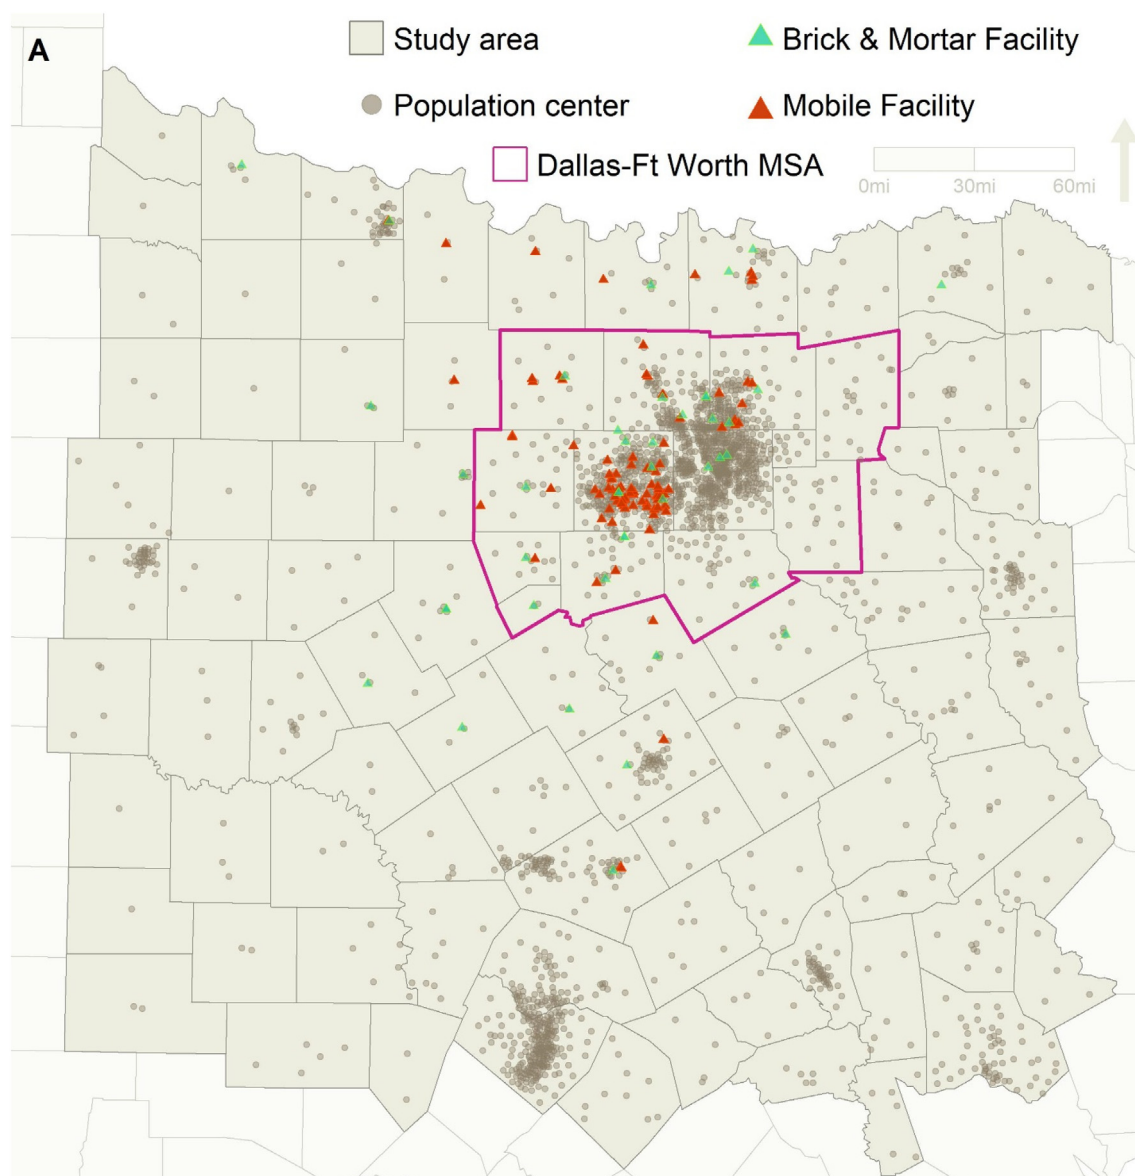 A
Study area
Brick & Mortar Facility
Population center
Mobile Facility
Dallas-Ft Worth MSA
0mi 30mi 60mi